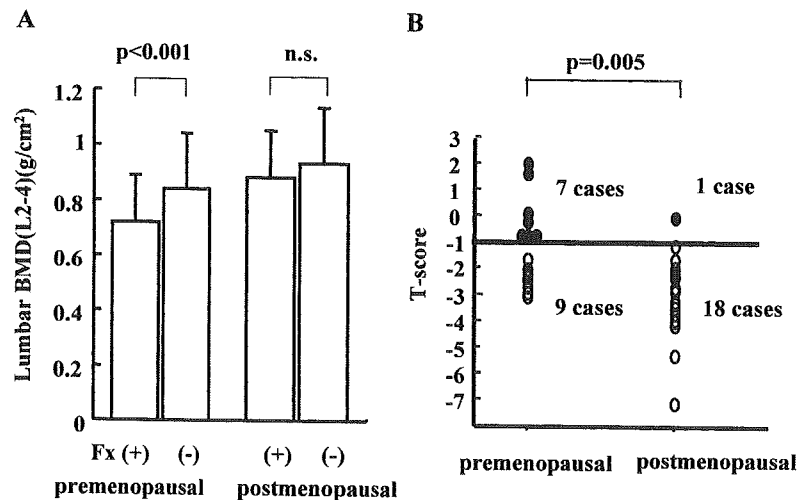 A
p<0.001
n.s.
Lumbar BMD(L2-4)(g/cm²)
1.2
1
0.8
0.6
0.4
0.2
0
Fx (+)
(-)
(+)
(-)
premenopausal
postmenopausal
B
p=0.005
T-score
3
2
1
0
-1
-2
-3
-4
-5
-6
-7
7 cases
1 case
9 cases
18 cases
premenopausal
postmenopausal